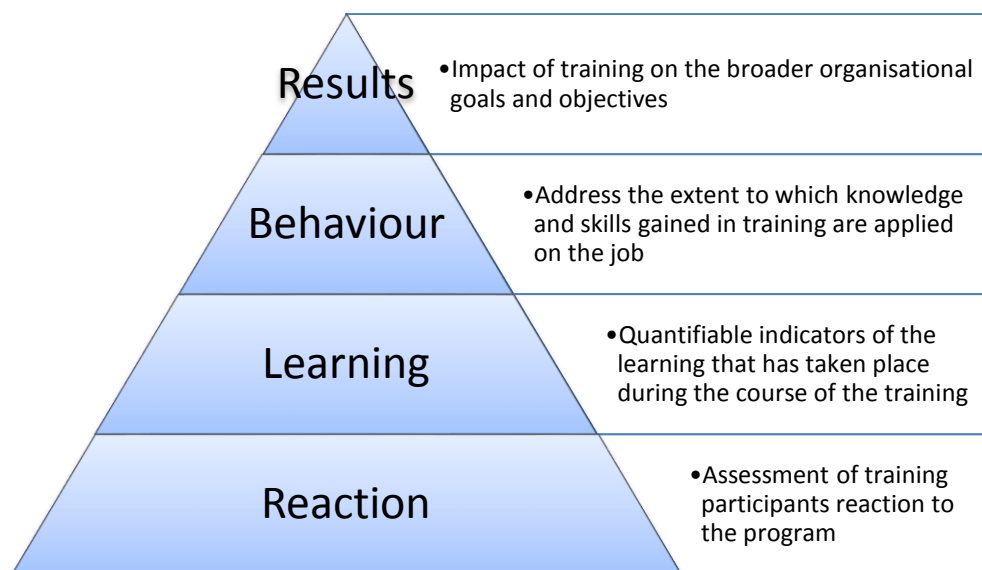 Results
•Impact of training on the broader organisational
goals and objectives
Behaviour
•Address the extent to which knowledge
and skills gained in training are applied
on the job
Learning
•Quantifiable indicators of the
learning that has taken place
during the course of the training
Reaction
•Assessment of training
participants reaction to
the program